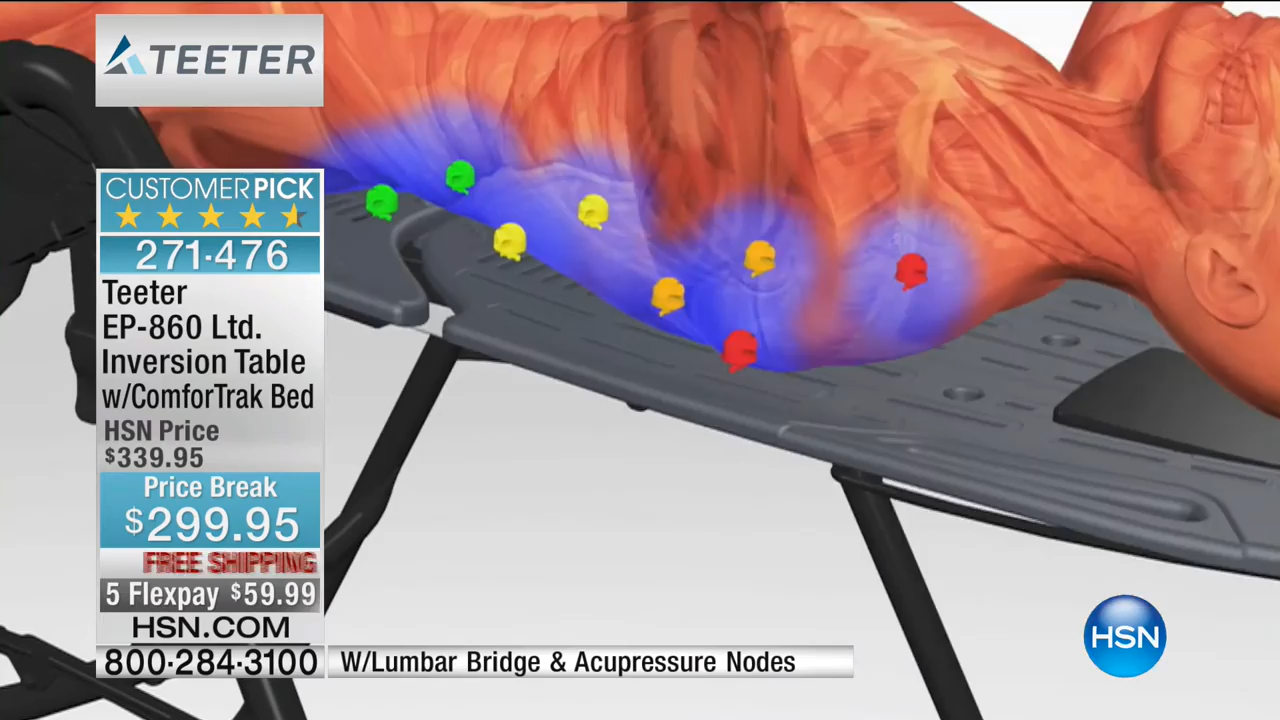 TEETER
CUSTOMER PICK
271·476
Teeter
EP-860 Ltd.
Inversion Table
w/ComforTrak Bed
HSN Price
$339.95
Price Break
$299.95
FREE SHIPPING
5 Flexpay $59.99
HSN.COM
800·284·3100
W/Lumbar Bridge & Acupressure Nodes
HSN